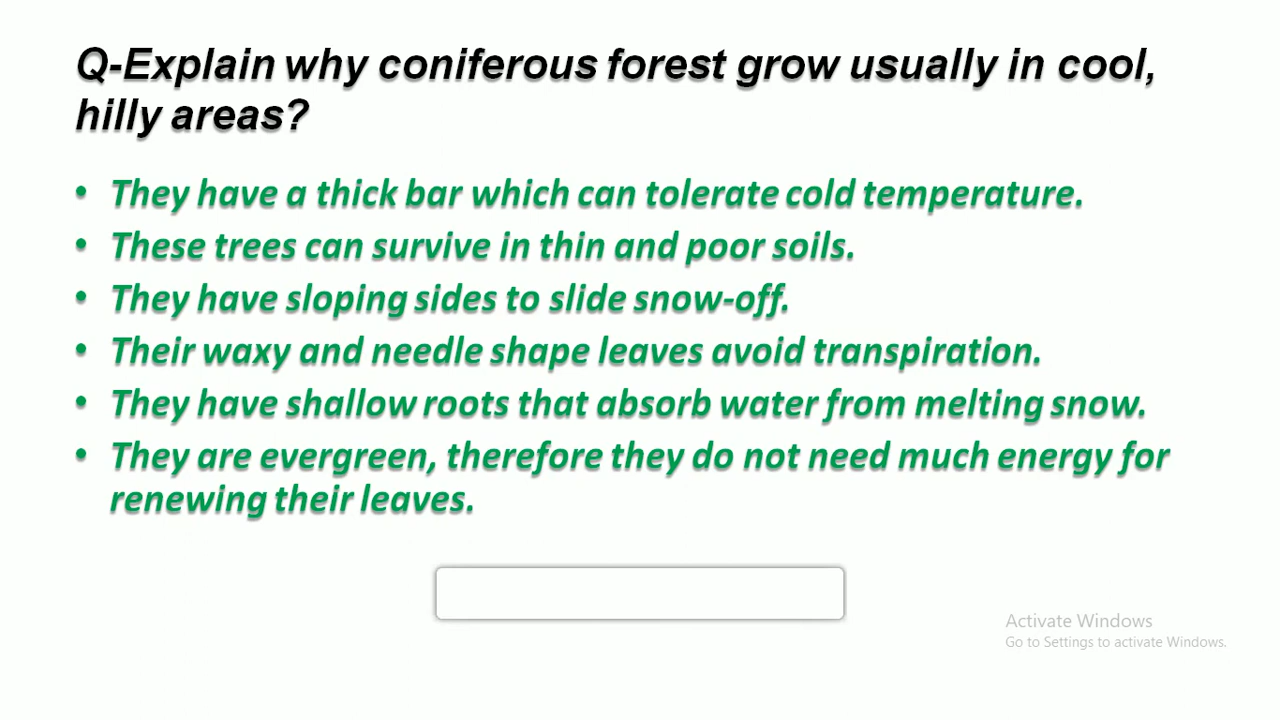 Q-Explain why coniferous forest grow usually in cool,
hilly areas?
• They have a thick bar which can tolerate cold temperature.
• These trees can survive in thin and poor soils.
• They have sloping sides to slide snow-off.
• Their waxy and needle shape leaves avoid transpiration.
• They have shallow roots that absorb water from melting snow.
• They are evergreen, therefore they do not need much energy for
renewing their leaves.
Activate Windows
Go to Settings to activate Windows.